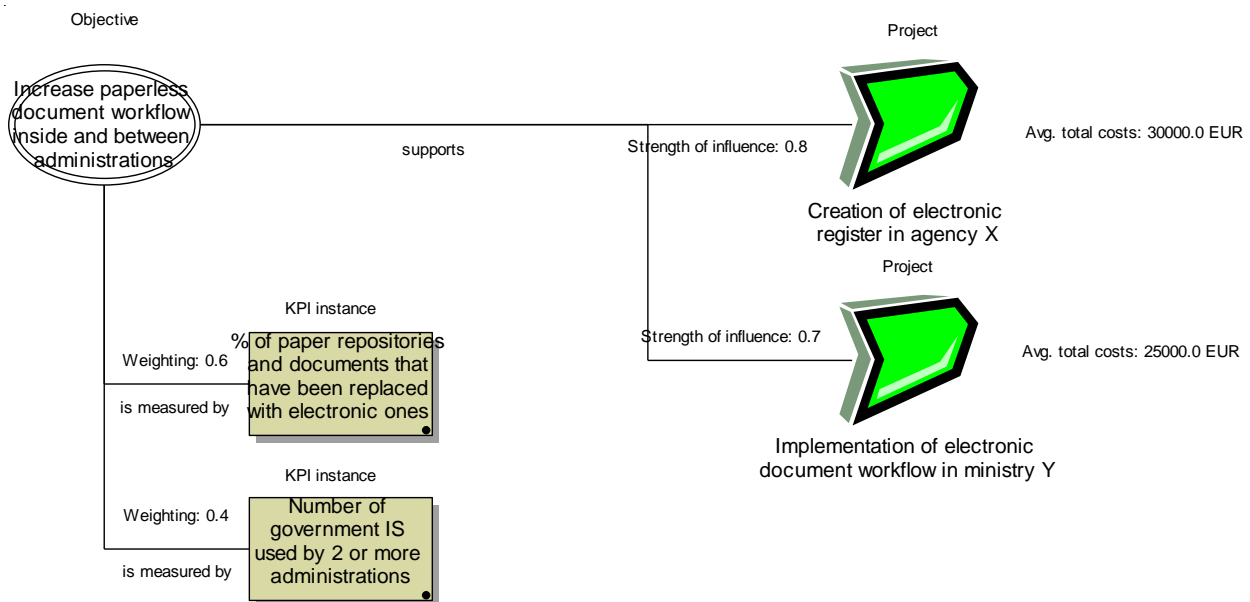 Objective
Increase paperless
document workflow
inside and between
administrations
supports
Project
Strength of influence: 0.8
Avg. total costs: 30000.0 EUR
Creation of electronic
register in agency X
Project
Strength of influence: 0.7
Avg. total costs: 25000.0 EUR
Implementation of electronic
document workflow in ministry Y
KPI instance
Weighting: 0.6
is measured by
% of paper repositories
and documents that
have been replaced
with electronic ones
KPI instance
Weighting: 0.4
is measured by
Number of
government IS
used by 2 or more
administrations